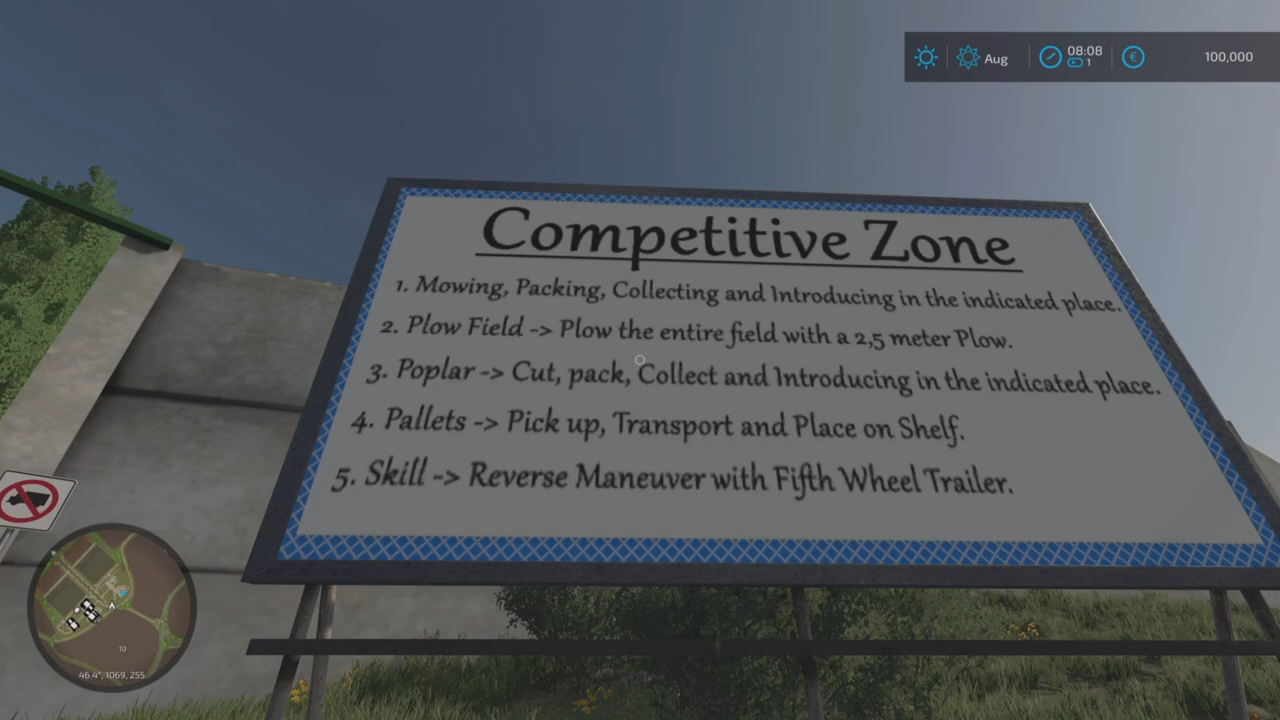 Aug
08:08
1
100,000
Competitive Zone
1. Mowing, Packing, Collecting and Introducing in the indicated place.
2. Plow Field -> Plow the entire field with a 2,5 meter Plow.
3. Poplar -> Cut, pack, Collect and Introducing in the indicated place.
4. Pallets -> Pick up, Transport and Place on Shelf.
5. Skill -> Reverse Maneuver with Fifth Wheel Trailer.
10
46.4°, 1069, 255